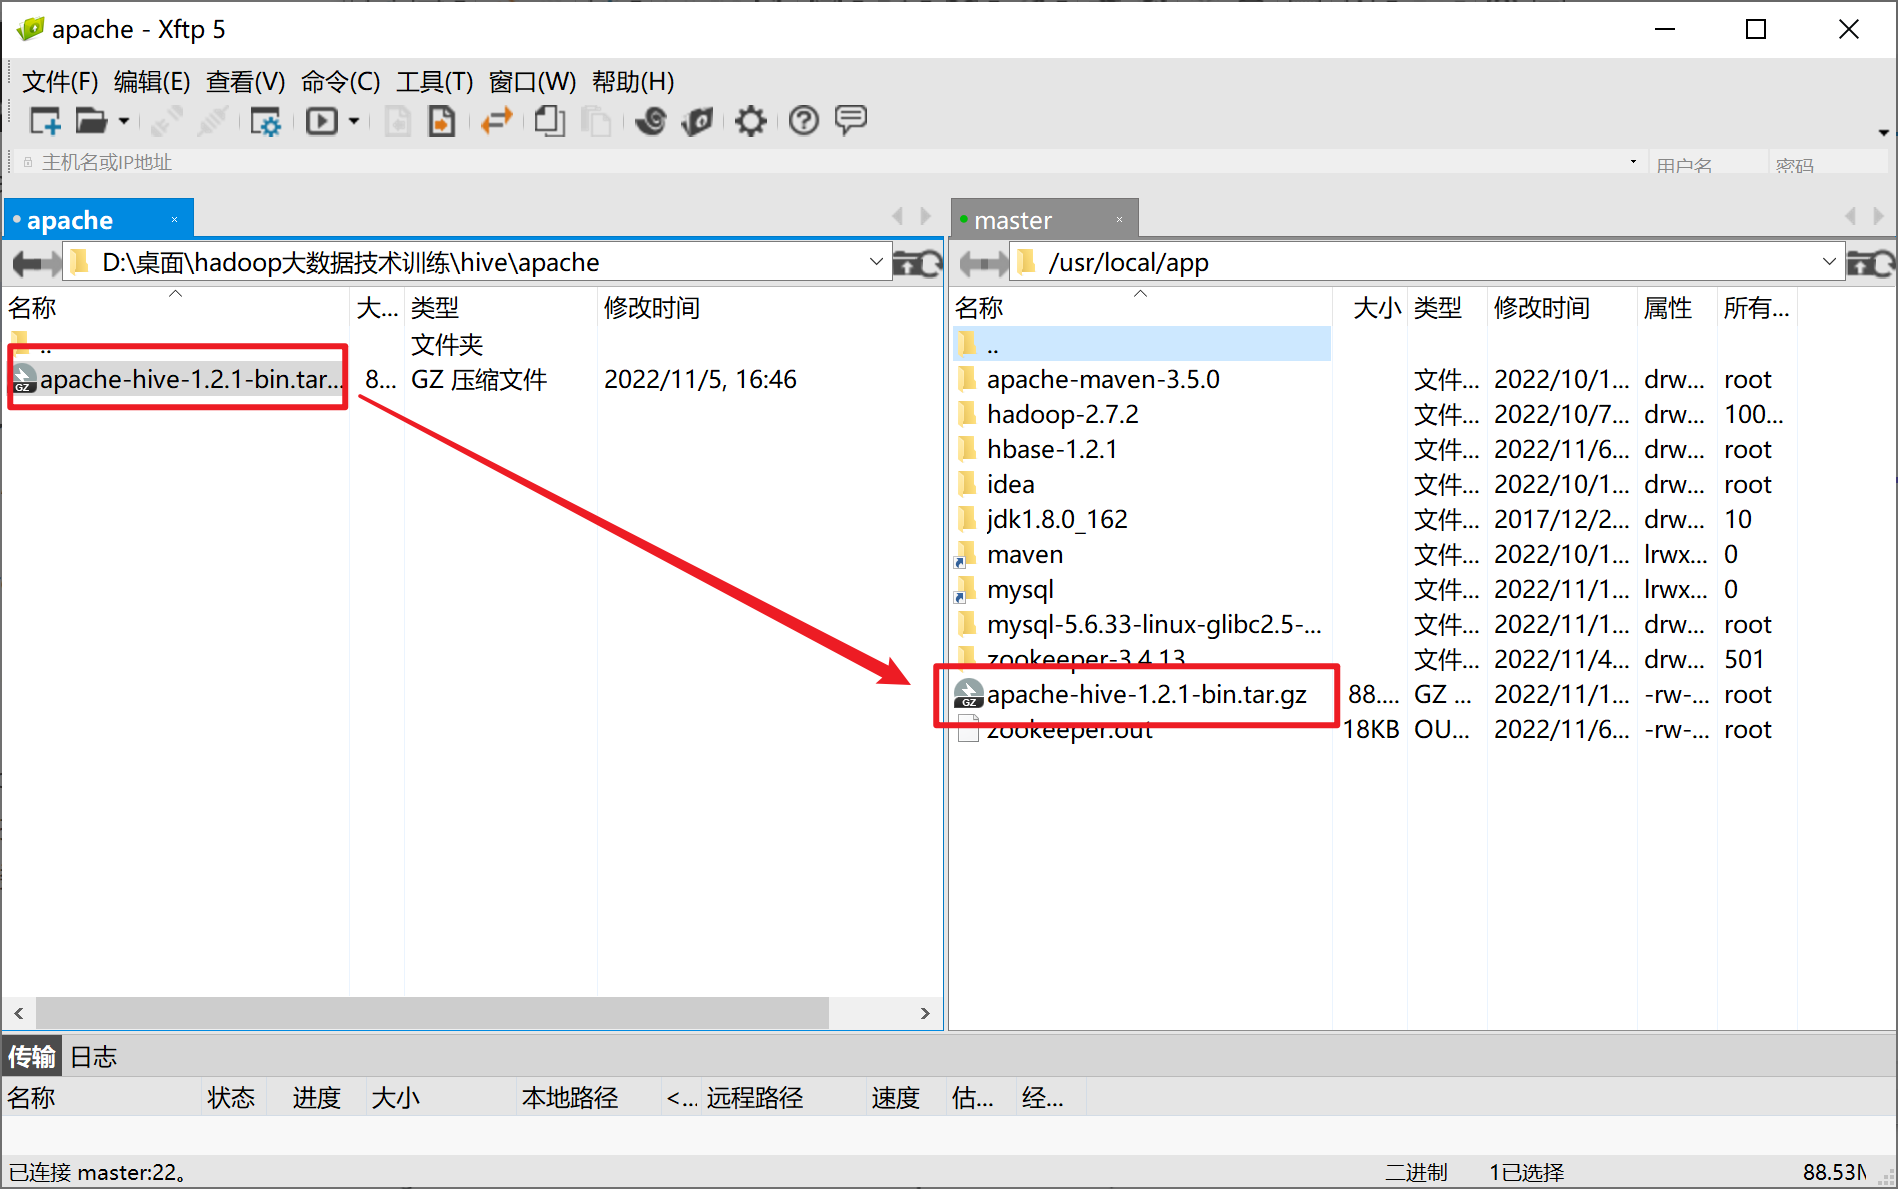 apache - Xftp 5
文件(F) 编辑(E) 查看(V) 命令(C) 工具(T) 窗口(W) 帮助(H)
主机名或IP地址 用户名 密码
apache
D:\桌面\hadoop大数据技术训练\hive\apache
名称 大... 类型 修改时间
.. 文件夹
apache-hive-1.2.1-bin.tar... 8... GZ 压缩文件 2022/11/5, 16:46
master
/usr/local/app
名称 大小 类型 修改时间 属性 所有...
..
apache-maven-3.5.0 文件... 2022/10/1... drw... root
hadoop-2.7.2 文件... 2022/10/7... drw... 100...
hbase-1.2.1 文件... 2022/11/6... drw... root
idea 文件... 2022/10/1... drw... root
jdk1.8.0_162 文件... 2017/12/2... drw... 10
maven 文件... 2022/10/1... lrwx... 0
mysql 文件... 2022/11/1... lrwx... 0
mysql-5.6.33-linux-glibc2.5-... 文件... 2022/11/1... drw... root
zookeeper-3.4.13 文件... 2022/11/4... drw... 501
apache-hive-1.2.1-bin.tar.gz 88.... GZ ... 2022/11/1... -rw-... root
zookeeper.out 18KB OU... 2022/11/6... -rw-... root
传输 日志
名称 状态 进度 大小 本地路径 <... 远程路径 速度 估... 经...
已连接 master:22。 二进制 1已选择 88.53M